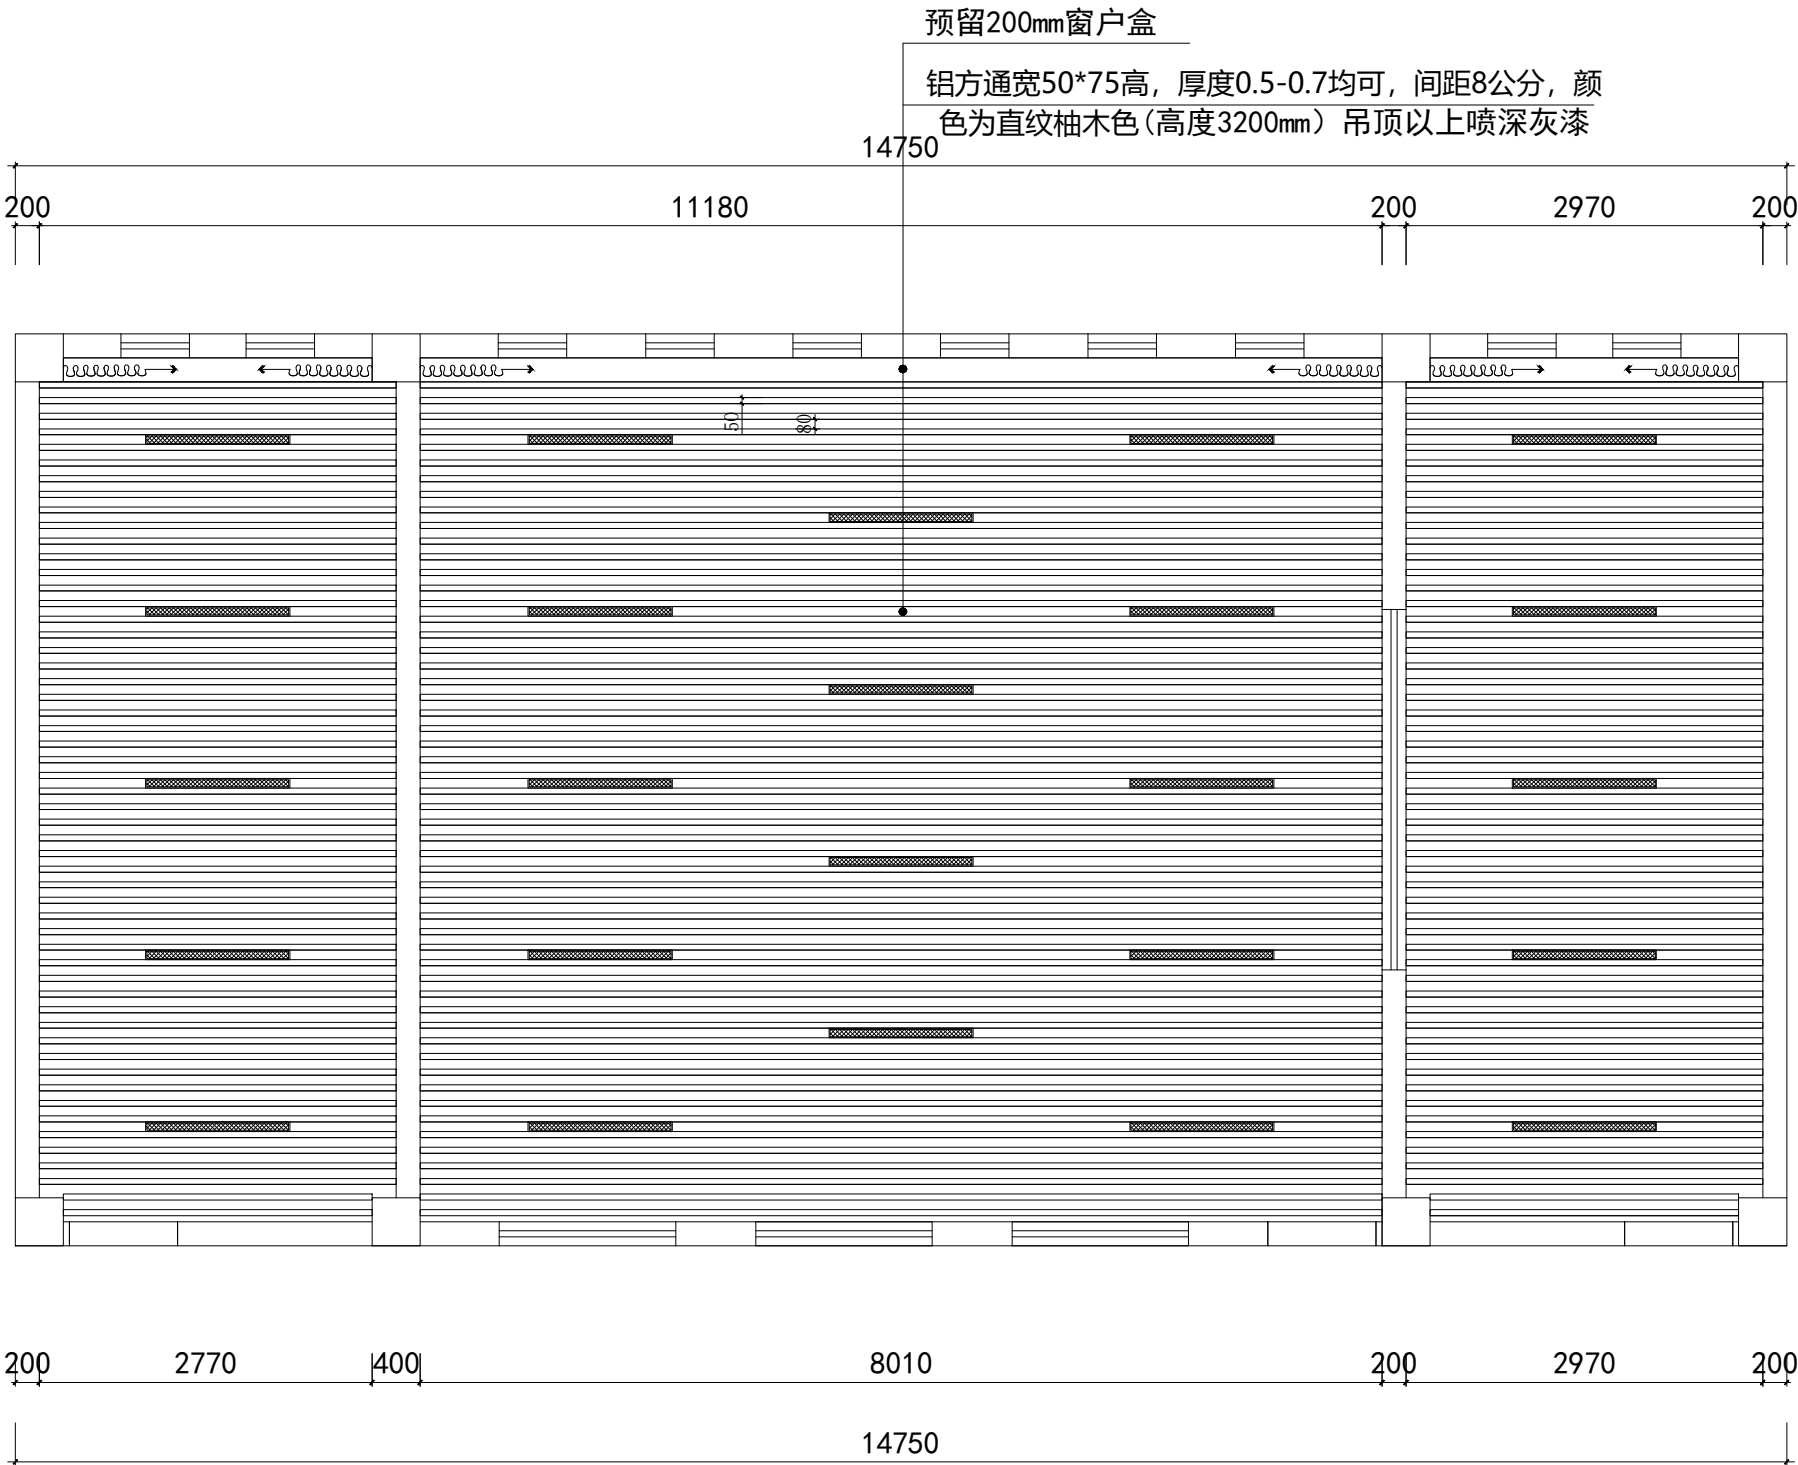 预留200mm窗户盒
铝方通宽50*75高，厚度0.5-0.7均可，间距8公分，颜
色为直纹柚木色(高度3200mm）吊顶以上喷深灰漆
14750
200 11180 200 2970 200
50 80
200 2770 400 8010 200 2970 200
14750